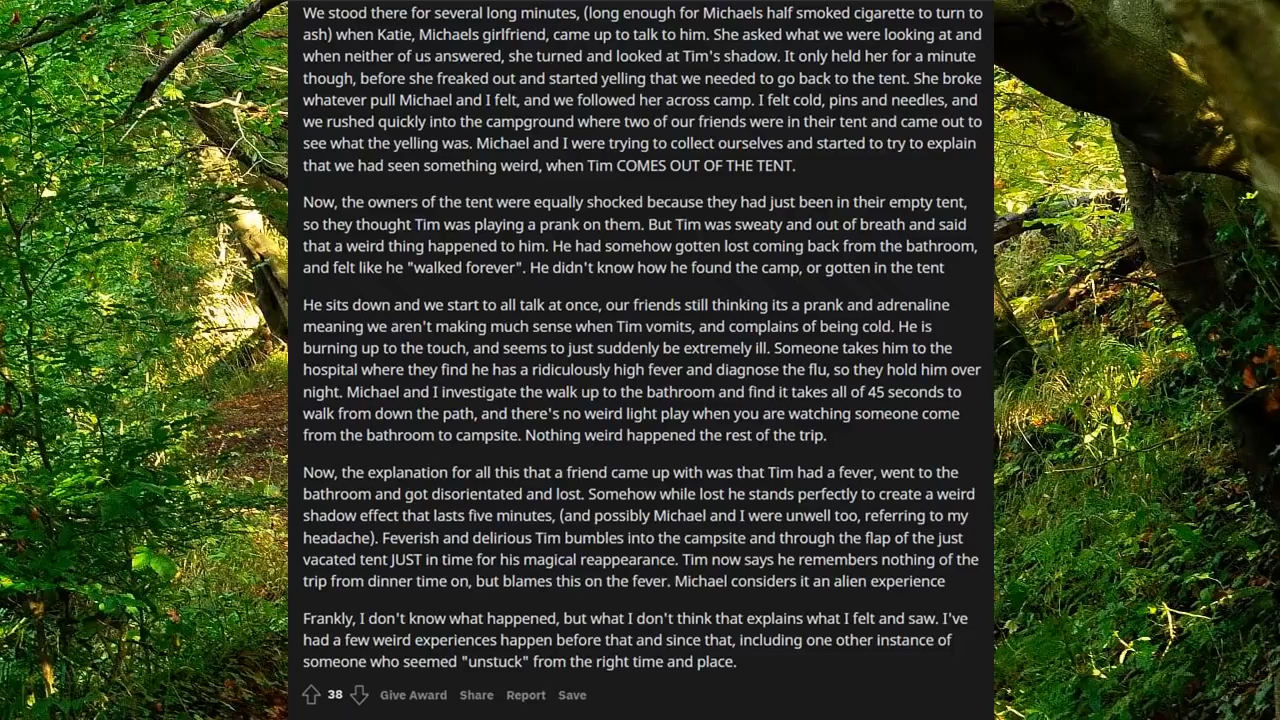 We stood there for several long minutes, (long enough for Michaels half smoked cigarette to turn to
ash) when Katie, Michaels girlfriend, came up to talk to him. She asked what we were looking at and
when neither of us answered, she turned and looked at Tim's shadow. It only held her for a minute
though, before she freaked out and started yelling that we needed to go back to the tent. She broke
whatever pull Michael and I felt, and we followed her across camp. I felt cold, pins and needles, and
we rushed quickly into the campground where two of our friends were in their tent and came out to
see what the yelling was. Michael and I were trying to collect ourselves and started to try to explain
that we had seen something weird, when Tim COMES OUT OF THE TENT.
Now, the owners of the tent were equally shocked because they had just been in their empty tent,
so they thought Tim was playing a prank on them. But Tim was sweaty and out of breath and said
that a weird thing happened to him. He had somehow gotten lost coming back from the bathroom,
and felt like he "walked forever". He didn't know how he found the camp, or gotten in the tent
He sits down and we start to all talk at once, our friends still thinking its a prank and adrenaline
meaning we aren't making much sense when Tim vomits, and complains of being cold. He is
burning up to the touch, and seems to just suddenly be extremely ill. Someone takes him to the
hospital where they find he has a ridiculously high fever and diagnose the flu, so they hold him over
night. Michael and I investigate the walk up to the bathroom and find it takes all of 45 seconds to
walk from down the path, and there's no weird light play when you are watching someone come
from the bathroom to campsite. Nothing weird happened the rest of the trip.
Now, the explanation for all this that a friend came up with was that Tim had a fever, went to the
bathroom and got disorientated and lost. Somehow while lost he stands perfectly to create a weird
shadow effect that lasts five minutes, (and possibly Michael and I were unwell too, referring to my
headache). Feverish and delirious Tim bumbles into the campsite and through the flap of the just
vacated tent JUST in time for his magical reappearance. Tim now says he remembers nothing of the
trip from dinner time on, but blames this on the fever. Michael considers it an alien experience
Frankly, I don't know what happened, but what I don't think that explains what I felt and saw. I've
had a few weird experiences happen before that and since that, including one other instance of
someone who seemed "unstuck" from the right time and place.
38 Give Award Share Report Save